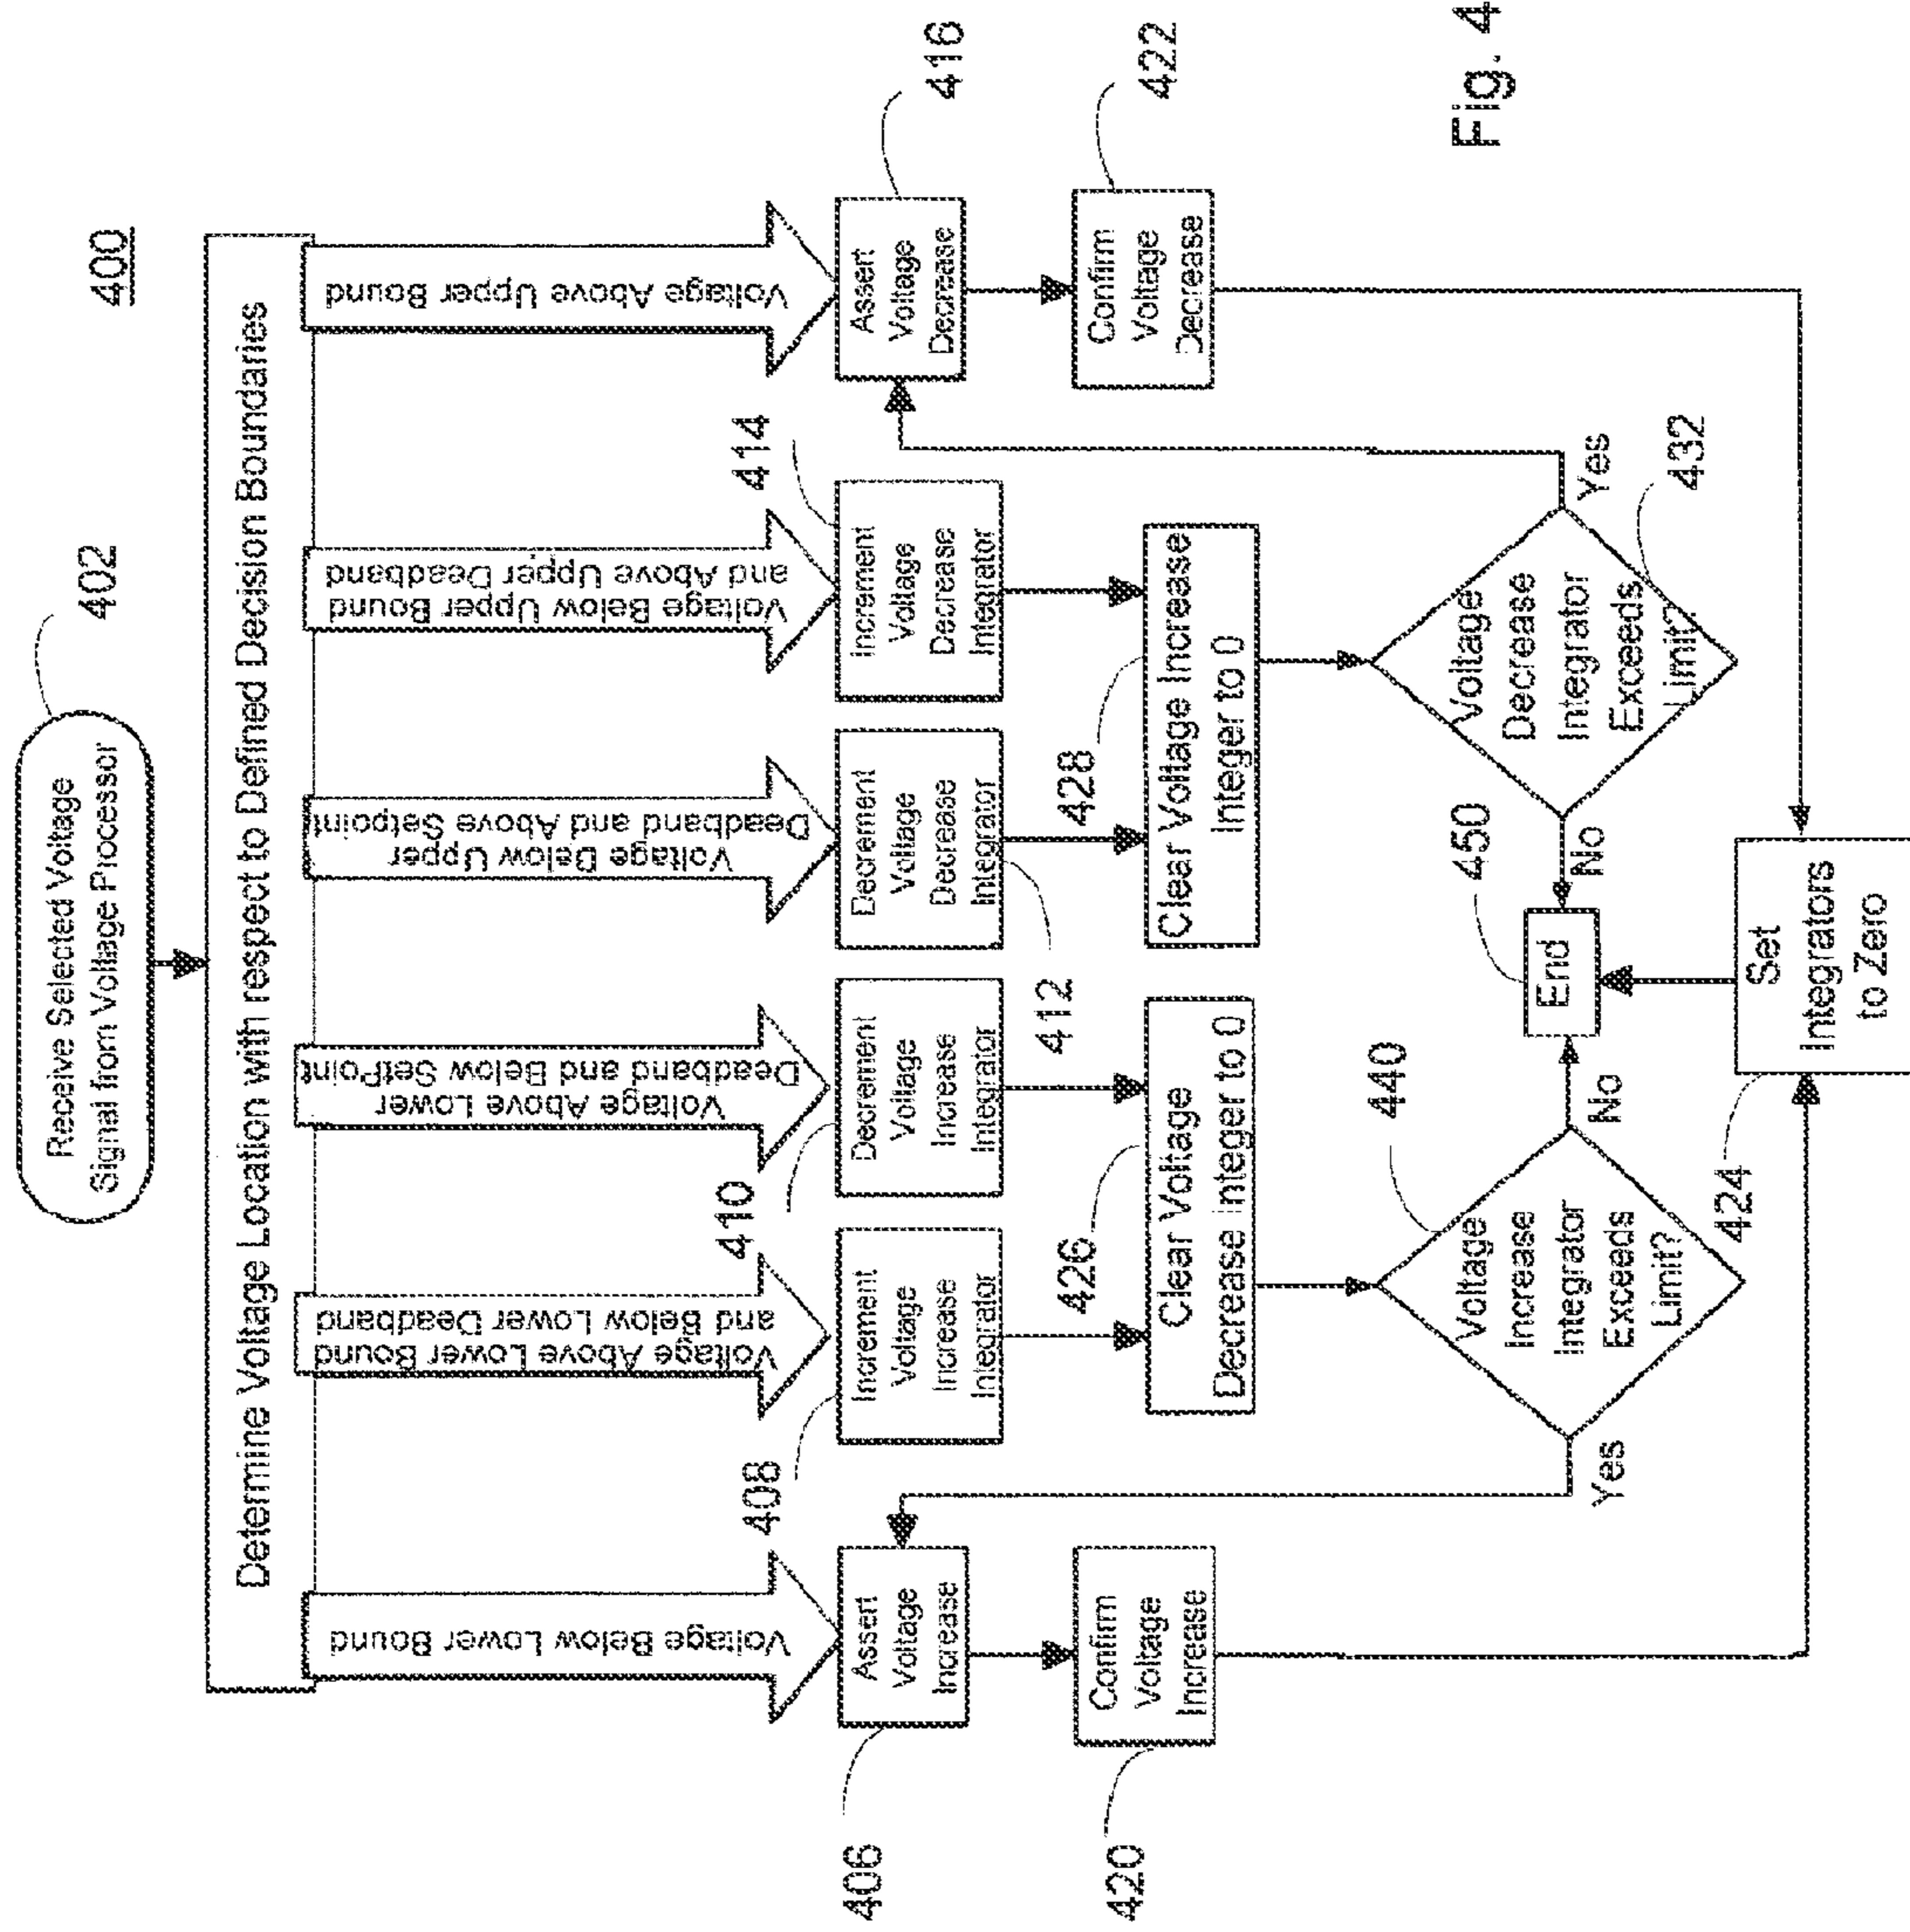 400
402
Receive Selected Voltage
Signal from Voltage Processor
Determine Voltage Location with respect to Defined Decision Boundaries
Voltage Below Lower Bound
Voltage Above Lower Bound
and Below Lower Deadband
Voltage Above Lower
Deadband and Below SetPoint
Voltage Below Upper
Deadband and Above Setpoint
Voltage Below Upper Bound
and Above Upper Deadband
Voltage Above Upper Bound
406
Assert
Voltage
Increase
408
Increment
Voltage
Increase
Integrator
410
Decrement
Voltage
Increase
Integrator
412
Decrement
Voltage
Decrease
Integrator
414
Increment
Voltage
Decrease
Integrator
416
Assert
Voltage
Decrease
420
Confirm
Voltage
Increase
426
Clear Voltage
Decrease Integer to 0
428
Clear Voltage Increase
Integer to 0
422
Confirm
Voltage
Decrease
440
Voltage
Increase
Integrator
Exceeds
Limit?
Yes
No
450
End
432
Voltage
Decrease
Integrator
Exceeds
Limit?
No
Yes
424
Set
Integrators
to Zero
Fig. 4